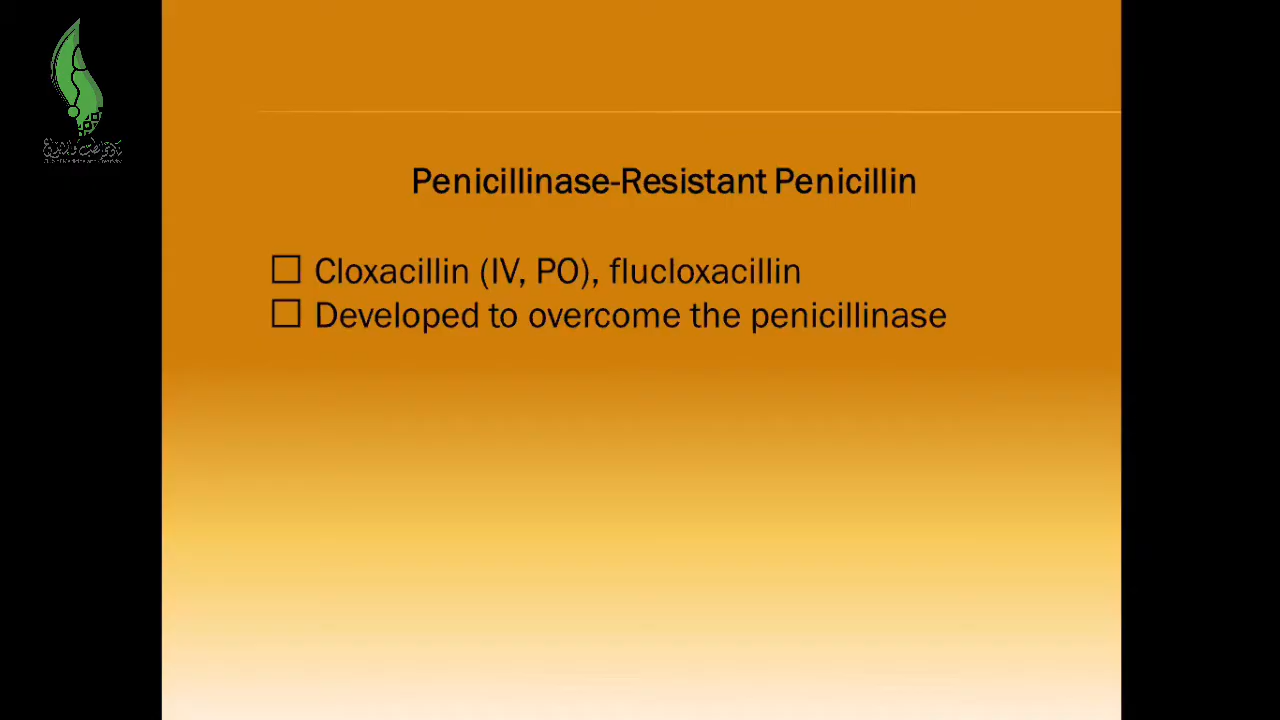 Penicillinase-Resistant Penicillin
☐ Cloxacillin (IV, PO), flucloxacillin
☐ Developed to overcome the penicillinase